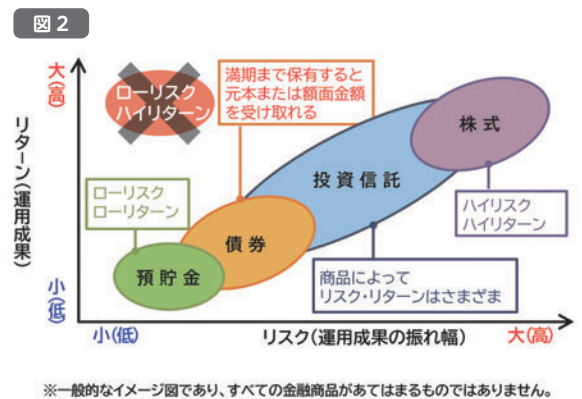 図2
大(高)
リターン(運用成果)
小(低)
ローリスク
ハイリターン
満期まで保有すると
元本または額面金額
を受け取れる
株式
投資信託
ローリスク
ローリターン
ハイリスク
ハイリターン
債券
預貯金
商品によって
リスク・リターンはさまざま
小(低)
リスク(運用成果の振れ幅)
大(高)
※一般的なイメージ図であり、すべての金融商品があてはまるものではありません。